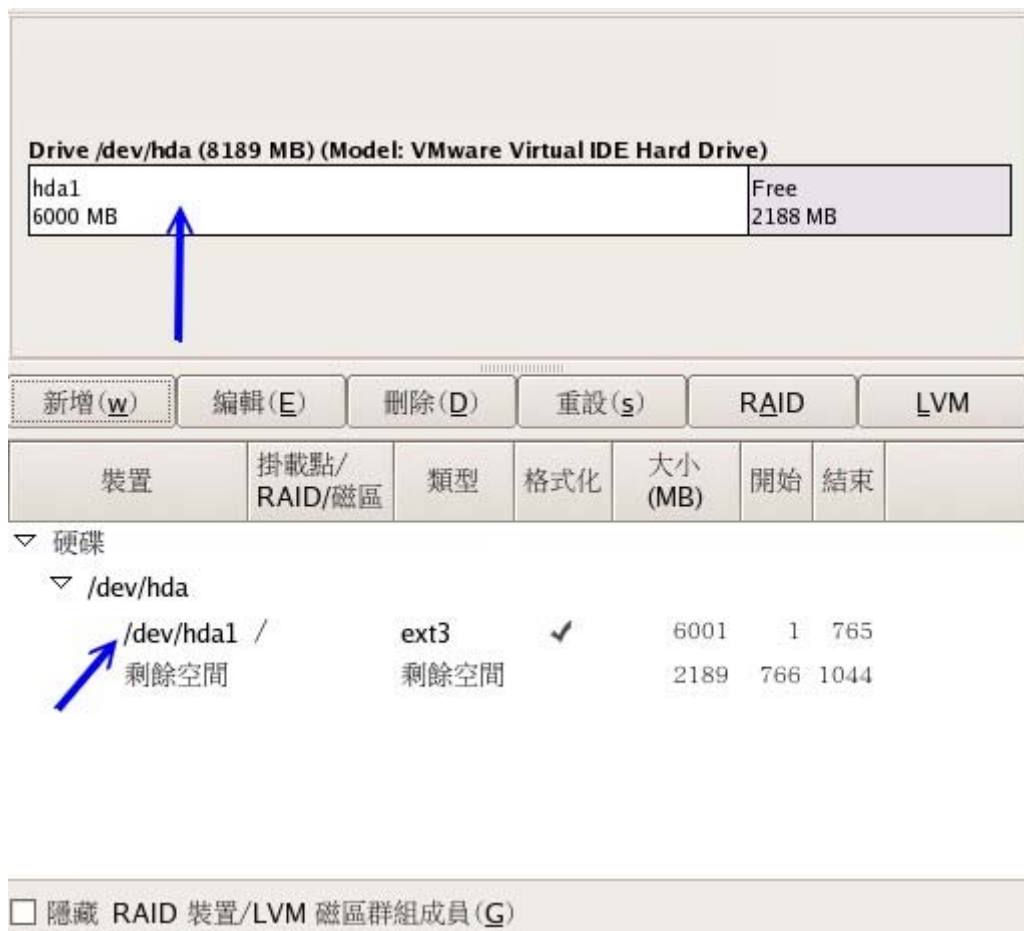 Drive /dev/hda (8189 MB) (Model: VMware Virtual IDE Hard Drive)
hda1
6000 MB
Free
2188 MB
新增(w) 編輯(E) 刪除(D) 重設(s) RAID LVM
裝置 掛載點/
RAID/磁區 類型 格式化 大小
(MB) 開始 結束
硬碟
/dev/hda
/dev/hda1 / ext3 6001 1 765
剩餘空間 剩餘空間 2189 766 1044
隱藏 RAID 裝置/LVM 磁區群組成員(G)